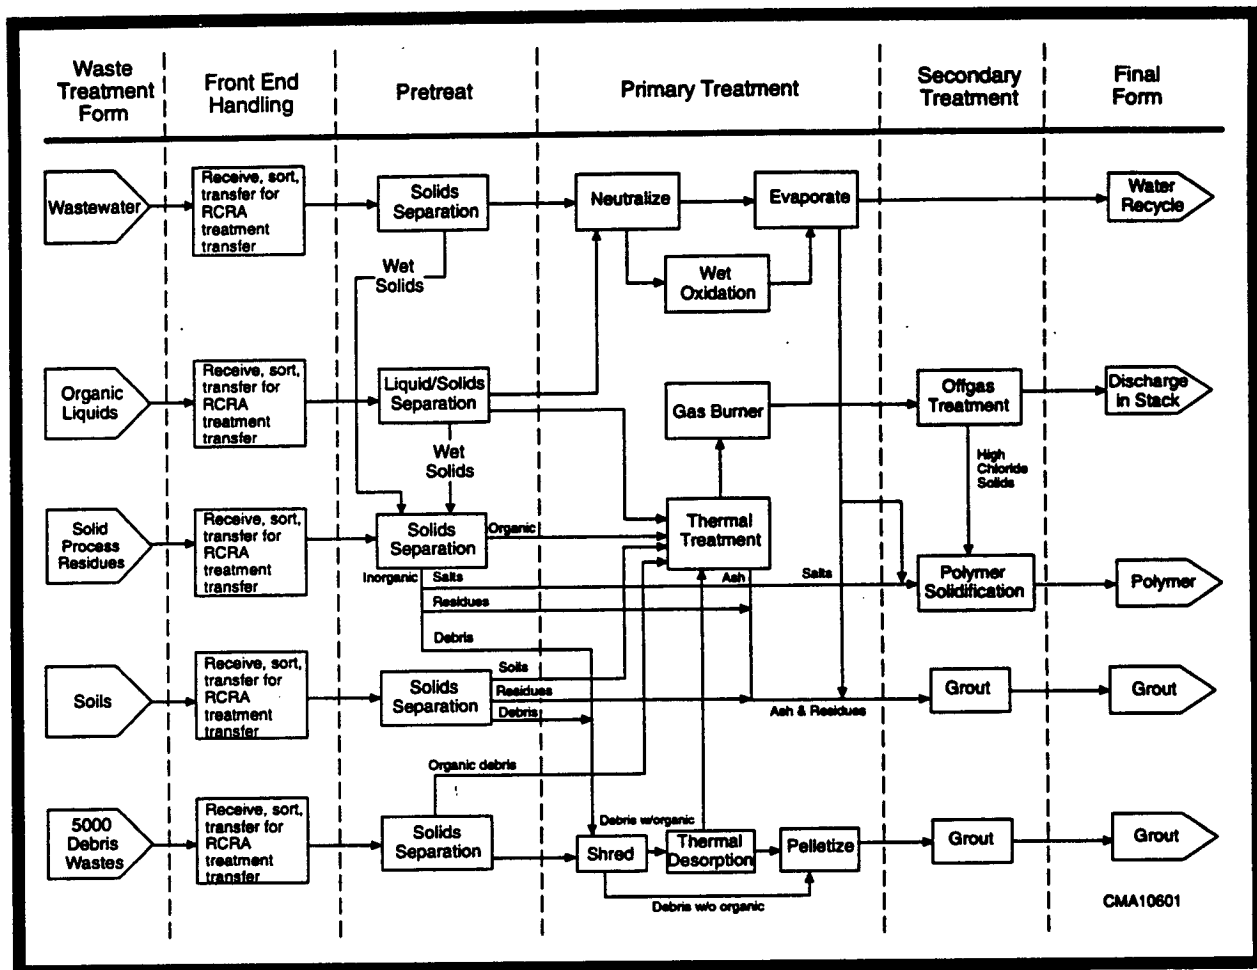 Waste
Treatment
Form
Front End
Handling
Pretreat
Primary Treatment
Secondary
Treatment
Final
Form
Wastewater
Receive, sort,
transfer for
RCRA
treatment
transfer
Solids
Separation
Neutralize
Evaporate
Water
Recycle
Wet
Solids
Wet
Oxidation
Organic
Liquids
Receive, sort,
transfer for
RCRA
treatment
transfer
Liquid/Solids
Separation
Gas Burner
Offgas
Treatment
Discharge
in Stack
Wet
Solids
High
Chloride
Solids
Solid
Process
Residues
Receive, sort,
transfer for
RCRA
treatment
transfer
Solids
Separation
Organic
Thermal
Treatment
Inorganic
Salts
Ash
Salts
Polymer
Solidification
Polymer
Residues
Debris
Soils
Receive, sort,
transfer for
RCRA
treatment
transfer
Solids
Separation
Soils
Residues
Debris
Ash & Residues
Grout
Grout
Organic debris
5000
Debris
Wastes
Receive, sort,
transfer for
RCRA
treatment
transfer
Solids
Separation
Debris w/organic
Shred
Thermal
Desorption
Pelletize
Grout
Grout
Debris w/o organic
CMA10601